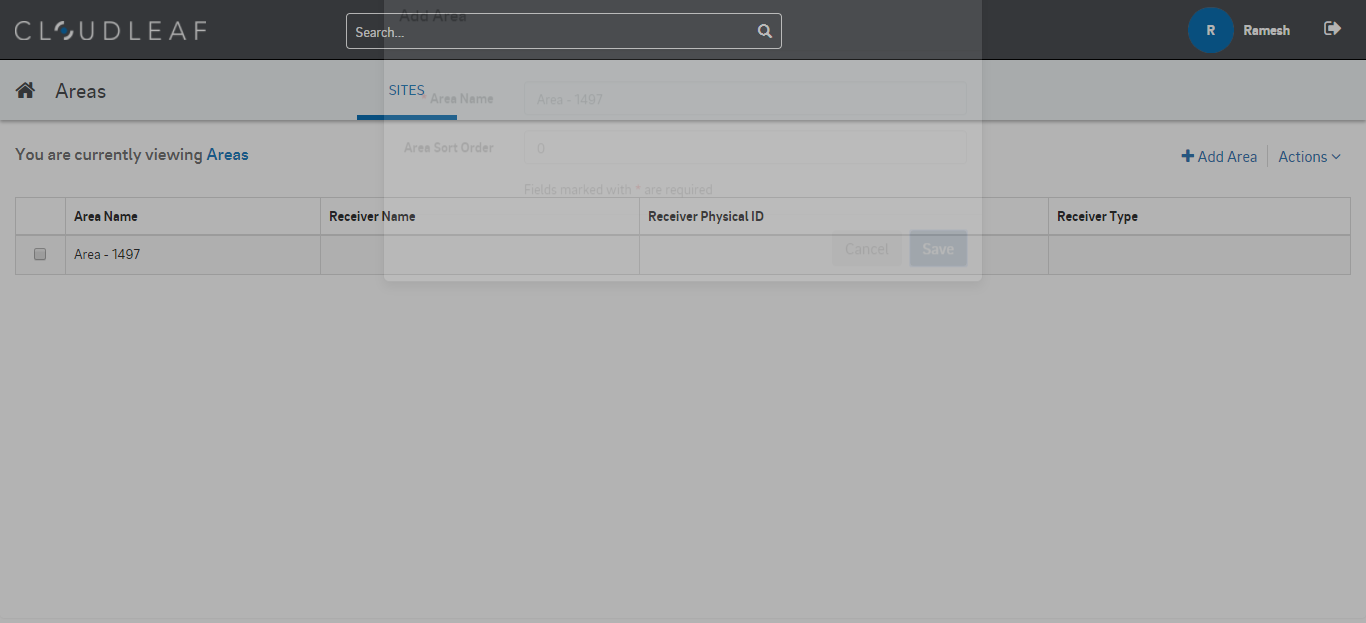 CLOUDLEAF
Search...
R
Ramesh
Add Area
Areas
SITES
* Area Name
Area - 1497
Area Sort Order
0
Fields marked with * are required
Cancel
Save
You are currently viewing Areas
Add Area
Actions
Area Name
Receiver Name
Receiver Physical ID
Receiver Type
Area - 1497